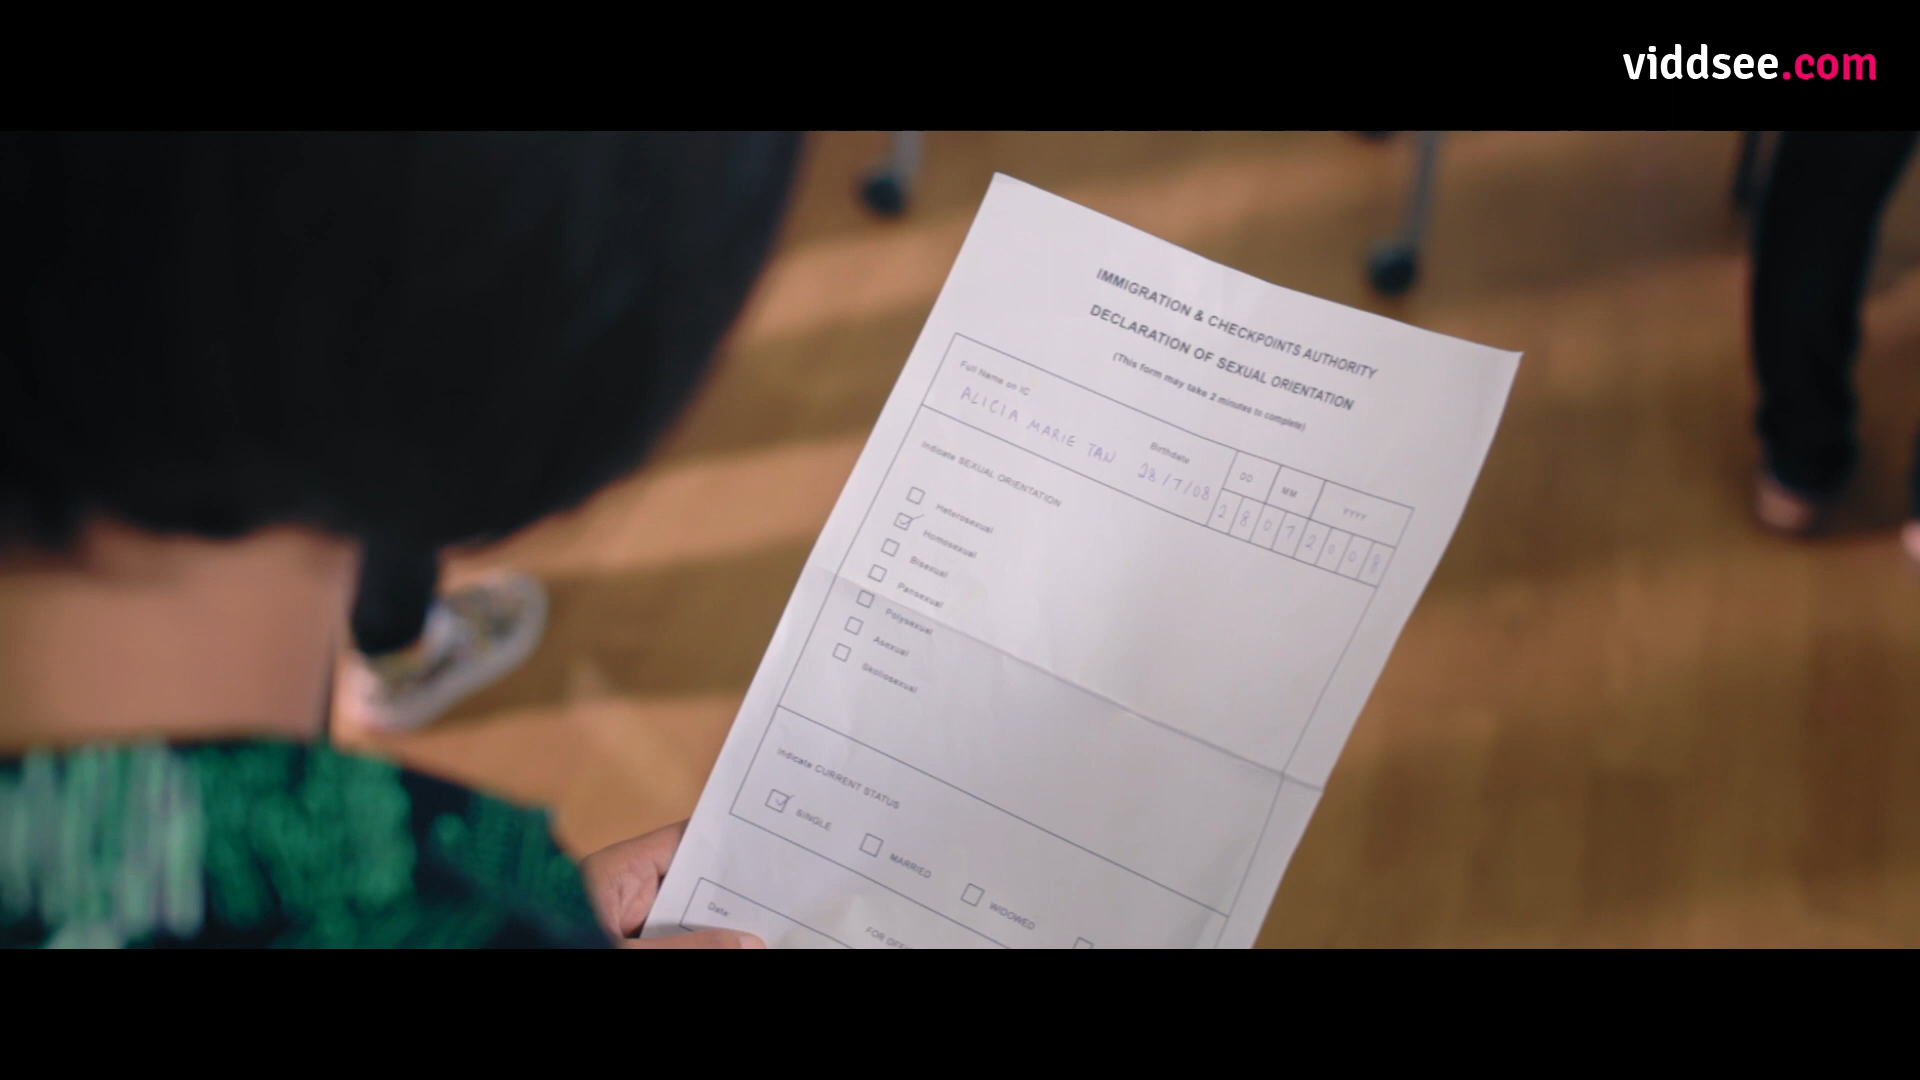 viddsee.com
IMMIGRATION & CHECKPOINTS AUTHORITY
DECLARATION OF SEXUAL ORIENTATION
(This form may take 2 minutes to complete)
Full Name on IC
ALICIA MARIE TAN
Birthdate
28/7/08
DD MM YYYY
2 8 0 7 2 0 0 8
Indicate SEXUAL ORIENTATION
Heterosexual
Homosexual
Bisexual
Pansexual
Polysexual
Asexual
Skoliosexual
Indicate CURRENT STATUS
SINGLE MARRIED WIDOWED
Date
FOR